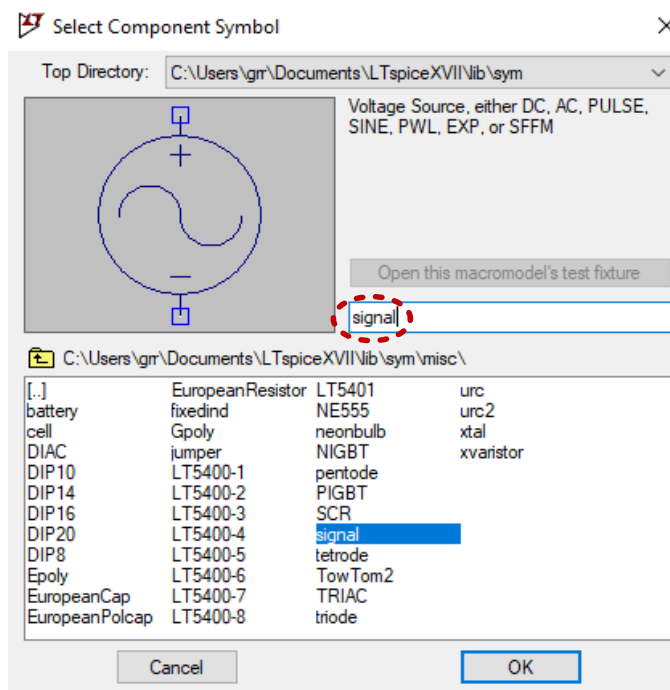 Select Component Symbol
Top Directory: C:\Users\grr\Documents\LTspiceXVII\lib\sym
Voltage Source, either DC, AC, PULSE,
SINE, PWL, EXP, or SFFM
Open this macromodel's test fixture
signal
C:\Users\grr\Documents\LTspiceXVII\lib\sym\misc\
[..] EuropeanResistor LT5401 urc
battery fixedind NE555 urc2
cell Gpoly neonbulb xtal
DIAC jumper NIGBT xvaristor
DIP10 LT5400-1 pentode
DIP14 LT5400-2 PIGBT
DIP16 LT5400-3 SCR
DIP20 LT5400-4 signal
DIP8 LT5400-5 tetrode
Epoly LT5400-6 TowTom2
EuropeanCap LT5400-7 TRIAC
EuropeanPolcap LT5400-8 triode
Cancel OK